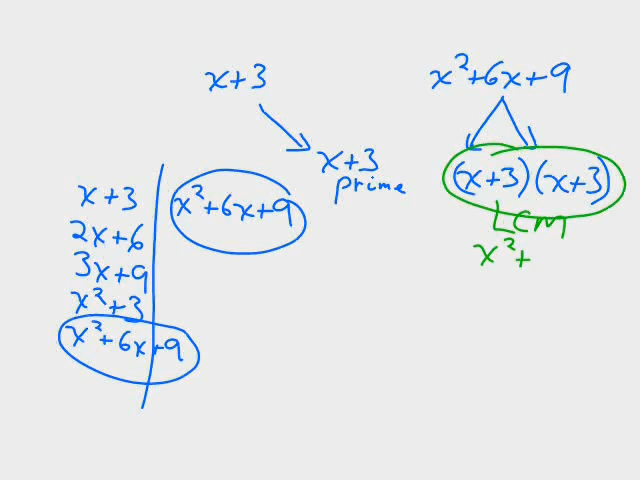 x+3
x²+6x+9
x+3
prime
(x+3)(x+3)
LCM
x²+
x+3
2x+6
3x+9
x²+3
x²+6x+9
x²+6x+9